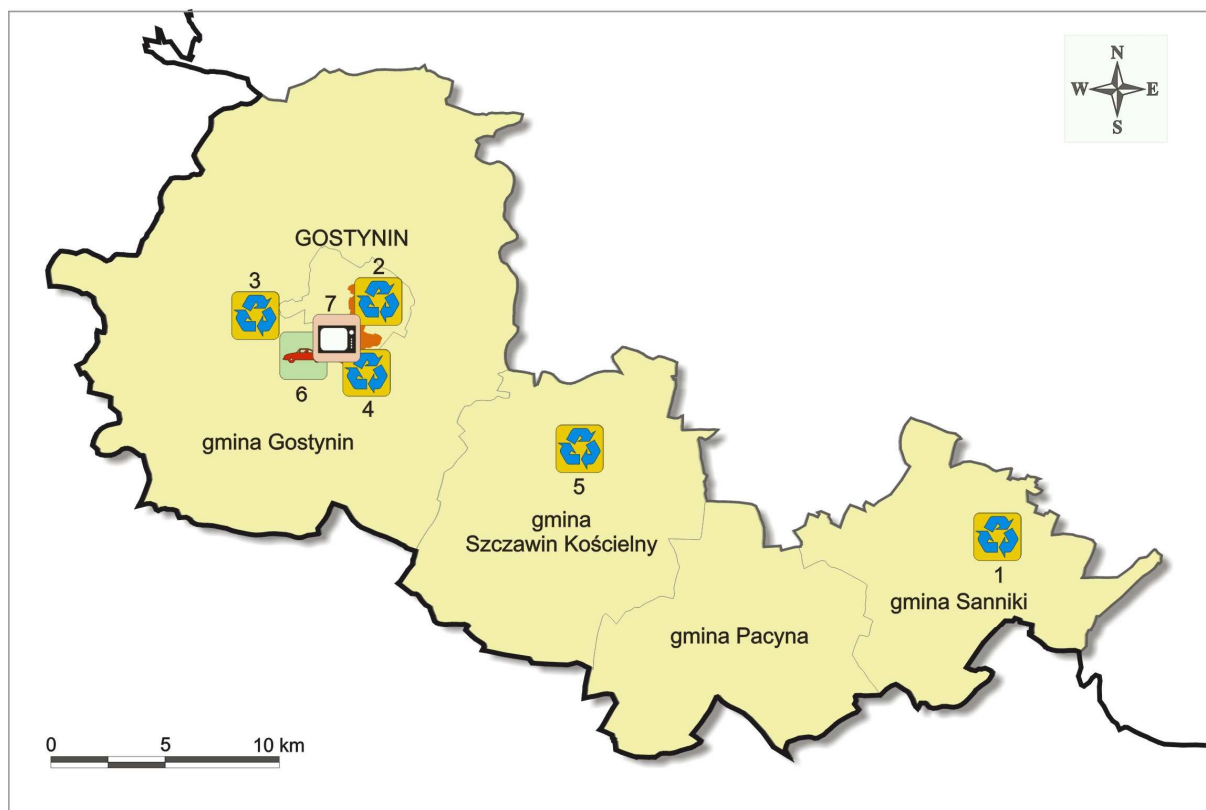 N
W E
S
GOSTYNIN
2
3
7
6
4
gmina Gostynin
5
gmina
Szczawin Kościelny
1
gmina Sanniki
gmina Pacyna
0 5 10 km